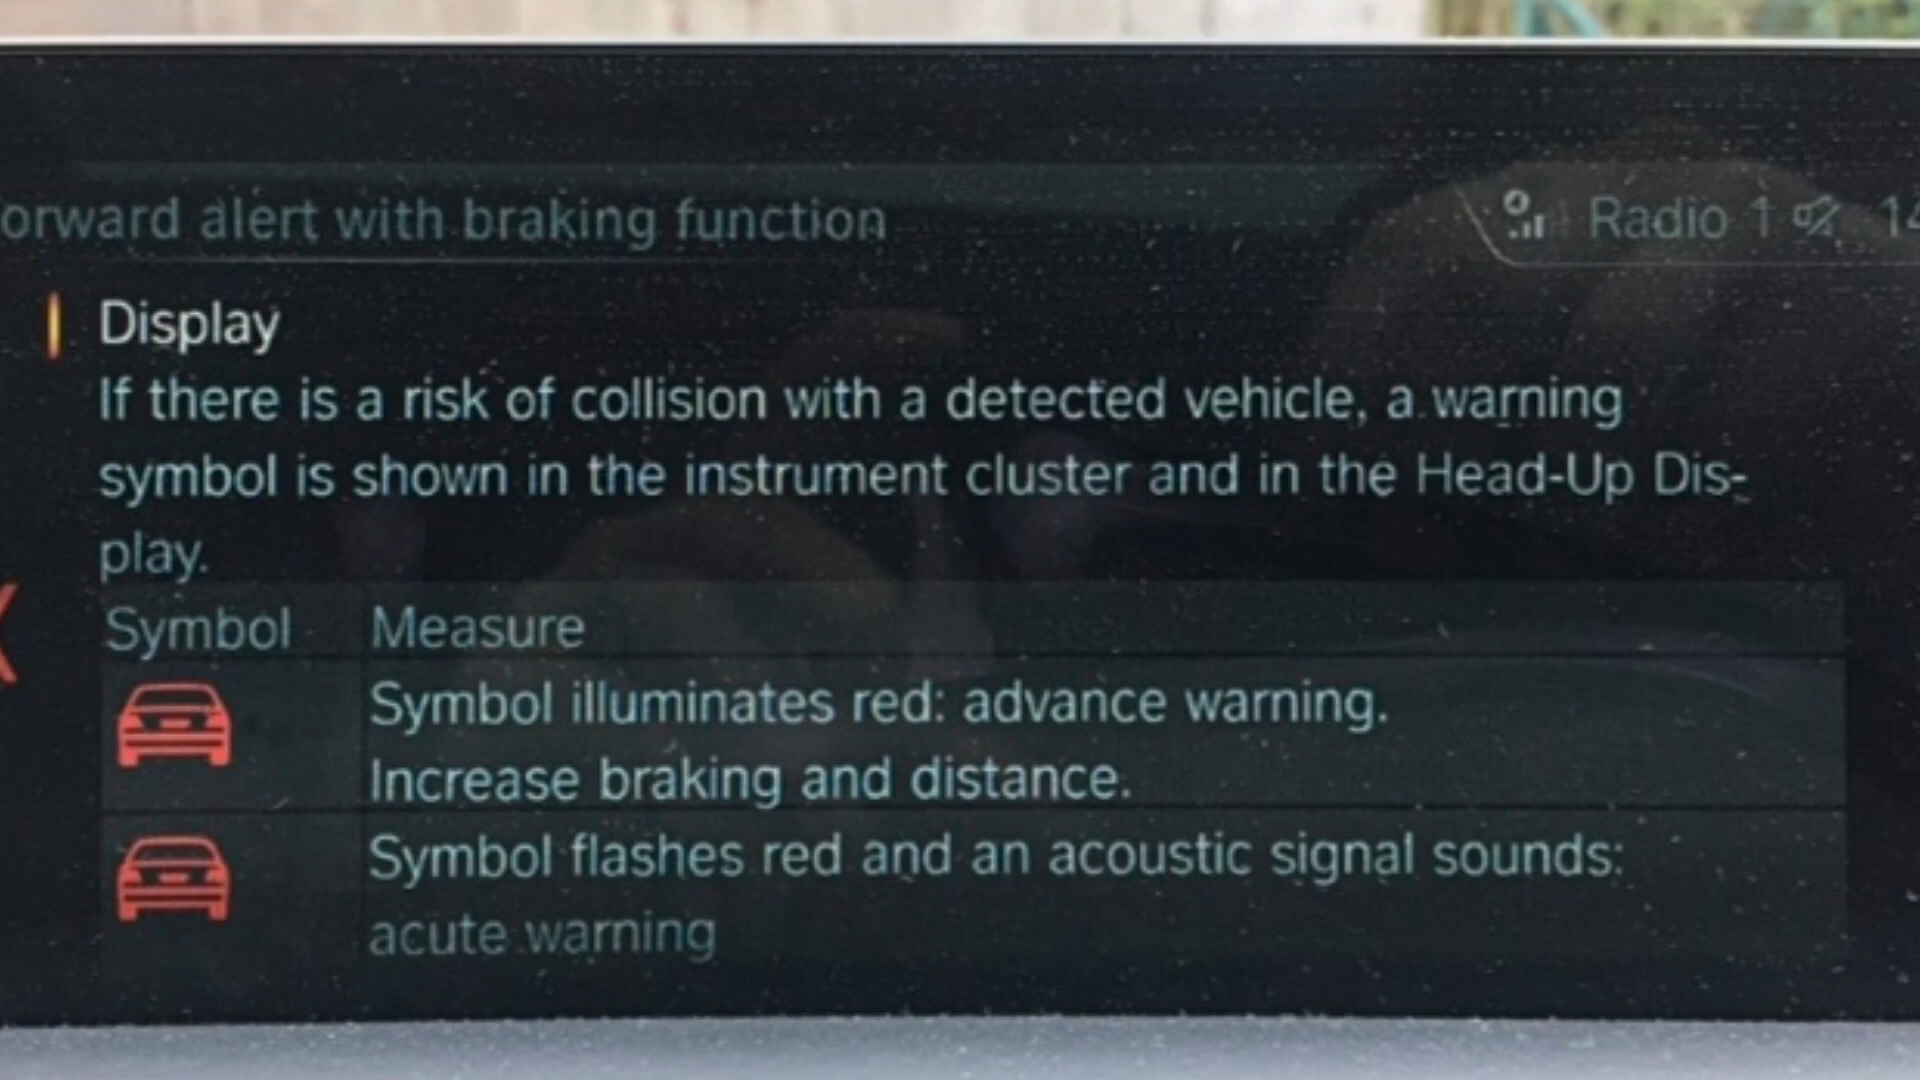 orward alert with braking function
Radio 1 14
Display
If there is a risk of collision with a detected vehicle, a warning
symbol is shown in the instrument cluster and in the Head-Up Dis-
play.
Symbol Measure
Symbol illuminates red: advance warning.
Increase braking and distance.
Symbol flashes red and an acoustic signal sounds:
acute warning